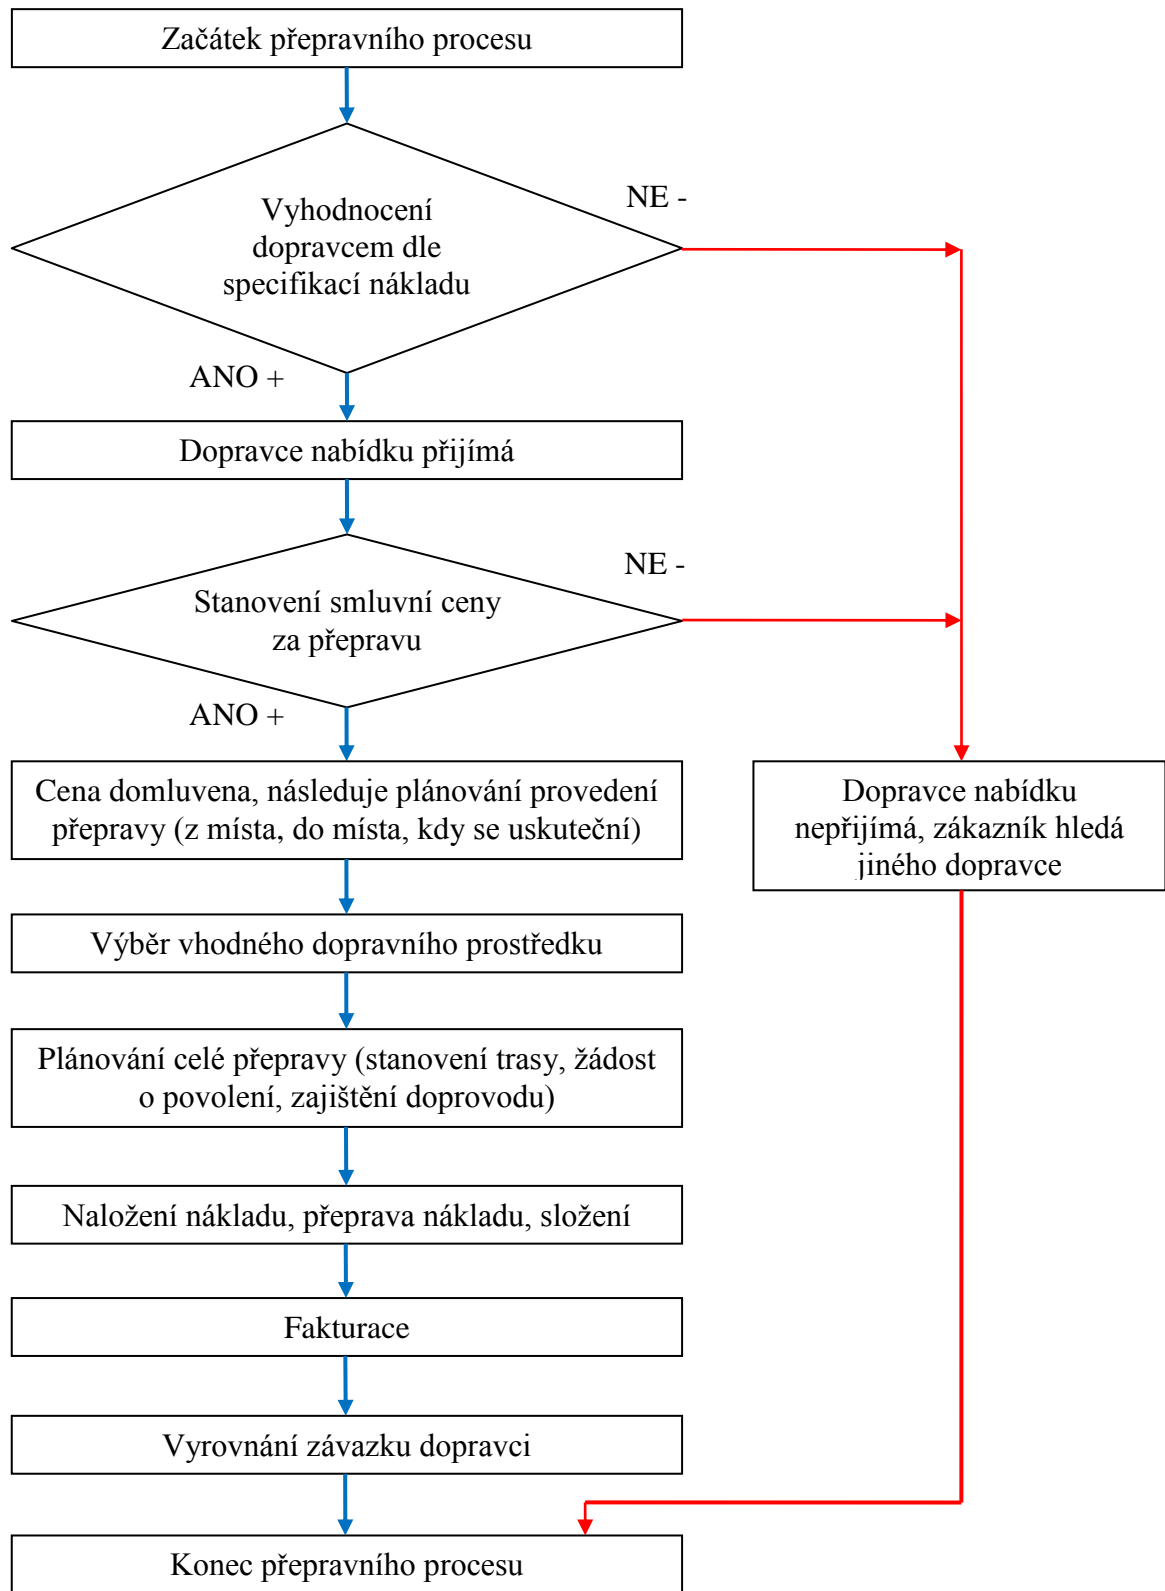 Začátek přepravního procesu
NE -
Vyhodnocení
dopravcem dle
specifikací nákladu
ANO +
Dopravce nabídku přijímá
NE -
Stanovení smluvní ceny
za přepravu
ANO +
Cena domluvena, následuje plánování provedení
přepravy (z místa, do místa, kdy se uskuteční)
Dopravce nabídku
nepřijímá, zákazník hledá
jiného dopravce
Výběr vhodného dopravního prostředku
Plánování celé přepravy (stanovení trasy, žádost
o povolení, zajištění doprovodu)
Naložení nákladu, přeprava nákladu, složení
Fakturace
Vyrovnání závazku dopravci
Konec přepravního procesu